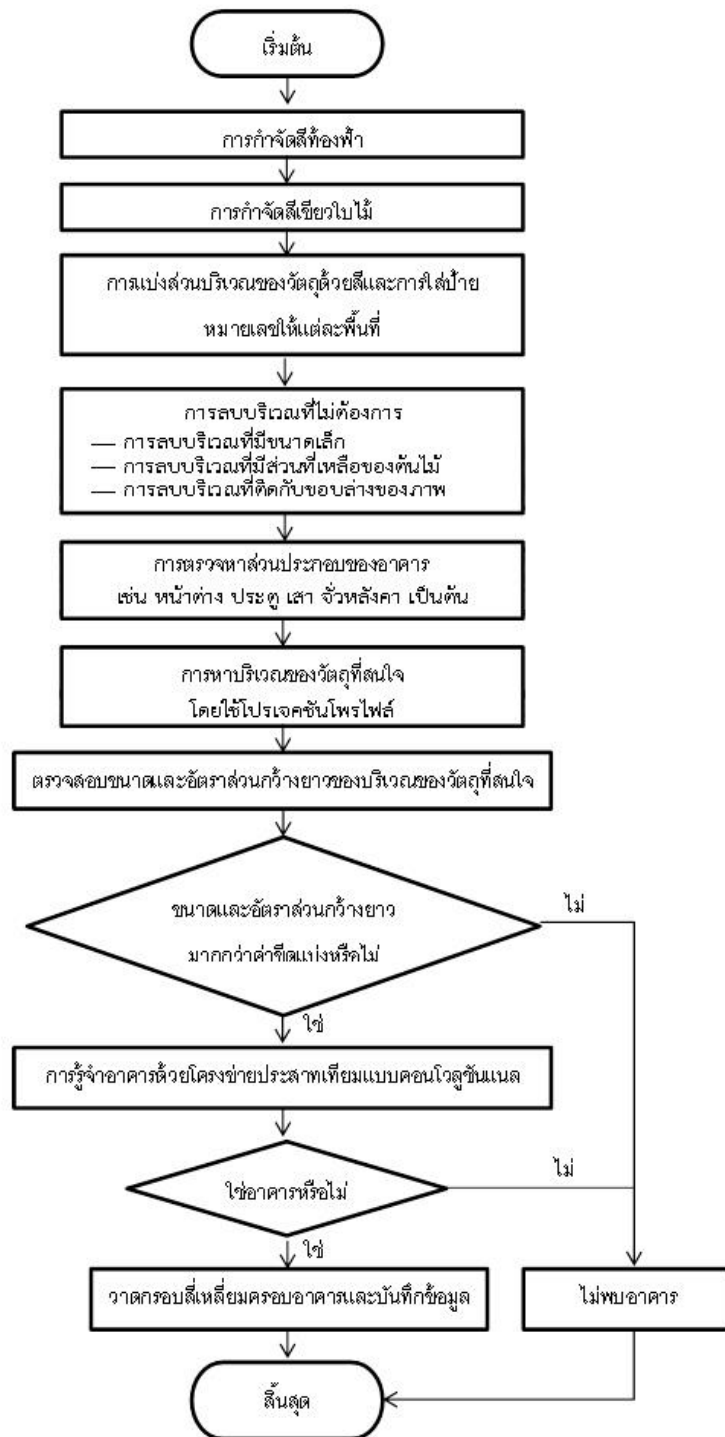 เริ่มต้น
การกำจัดสีท้องฟ้า
การกำจัดสีเขียวใบไม้
การแบ่งส่วนบริเวณของวัตถุด้วยสีและการใส่ป้าย
หมายเลขให้แต่ละพื้นที่
การลบบริเวณที่ไม่ต้องการ
— การลบบริเวณที่มีขนาดเล็ก
— การลบบริเวณที่มีส่วนที่เหลือของต้นไม้
— การลบบริเวณที่ติดกับขอบล่างของภาพ
การตรวจหาส่วนประกอบของอาคาร
เช่น หน้าต่าง ประตู เสา จั่วหลังคา เป็นต้น
การหาบริเวณของวัตถุที่สนใจ
โดยใช้โปรเจคชันโพรไฟล์
ตรวจสอบขนาดและอัตราส่วนกว้างยาวของบริเวณของวัตถุที่สนใจ
ขนาดและอัตราส่วนกว้างยาว
มากกว่าค่าขีดแบ่งหรือไม่
ไม่
ใช่
การรู้จำอาคารด้วยโครงข่ายประสาทเทียมแบบคอนโวลูชันแนล
ใช่อาคารหรือไม่
ไม่
ใช่
วาดกรอบสี่เหลี่ยมครอบอาคารและบันทึกข้อมูล
ไม่พบอาคาร
สิ้นสุด